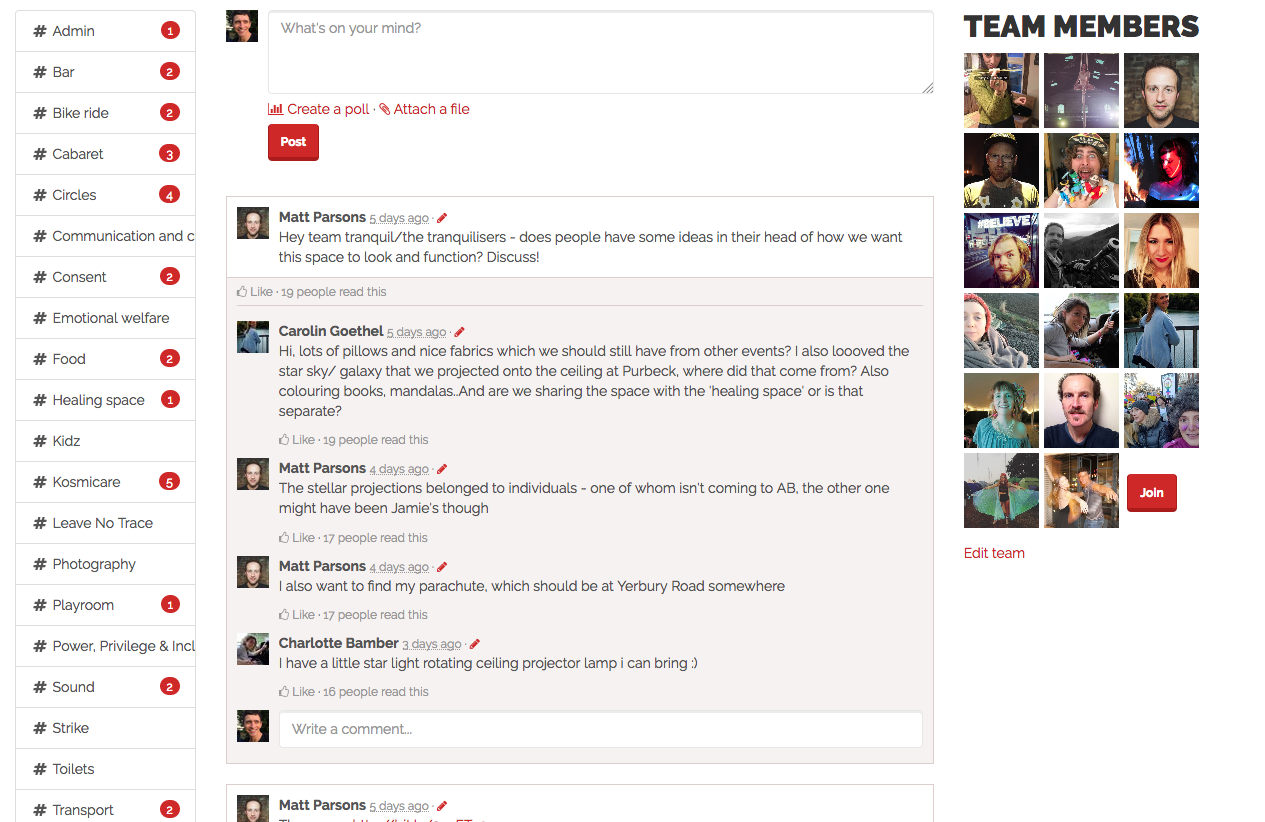 # Admin 1
# Bar 2
# Bike ride 2
# Cabaret 3
# Circles 4
# Communication and c
# Consent 2
# Emotional welfare
# Food 2
# Healing space 1
# Kidz
# Kosmicare 5
# Leave No Trace
# Photography
# Playroom 1
# Power, Privilege & Incl
# Sound 2
# Strike
# Toilets
# Transport 2
What's on your mind?
Create a poll · Attach a file
Post
Matt Parsons 5 days ago ·
Hey team tranquil/the tranquilisers - does people have some ideas in their head of how we want
this space to look and function? Discuss!
Like · 19 people read this
Carolin Goethel 5 days ago ·
Hi, lots of pillows and nice fabrics which we should still have from other events? I also loooved the
star sky/ galaxy that we projected onto the ceiling at Purbeck, where did that come from? Also
colouring books, mandalas..And are we sharing the space with the 'healing space' or is that
separate?
Like · 19 people read this
Matt Parsons 4 days ago ·
The stellar projections belonged to individuals - one of whom isn't coming to AB, the other one
might have been Jamie's though
Like · 17 people read this
Matt Parsons 4 days ago ·
I also want to find my parachute, which should be at Yerbury Road somewhere
Like · 17 people read this
Charlotte Bamber 3 days ago ·
I have a little star light rotating ceiling projector lamp i can bring :)
Like · 16 people read this
Write a comment...
Matt Parsons 5 days ago ·
TEAM MEMBERS
#BELIEVE
Join
Edit team